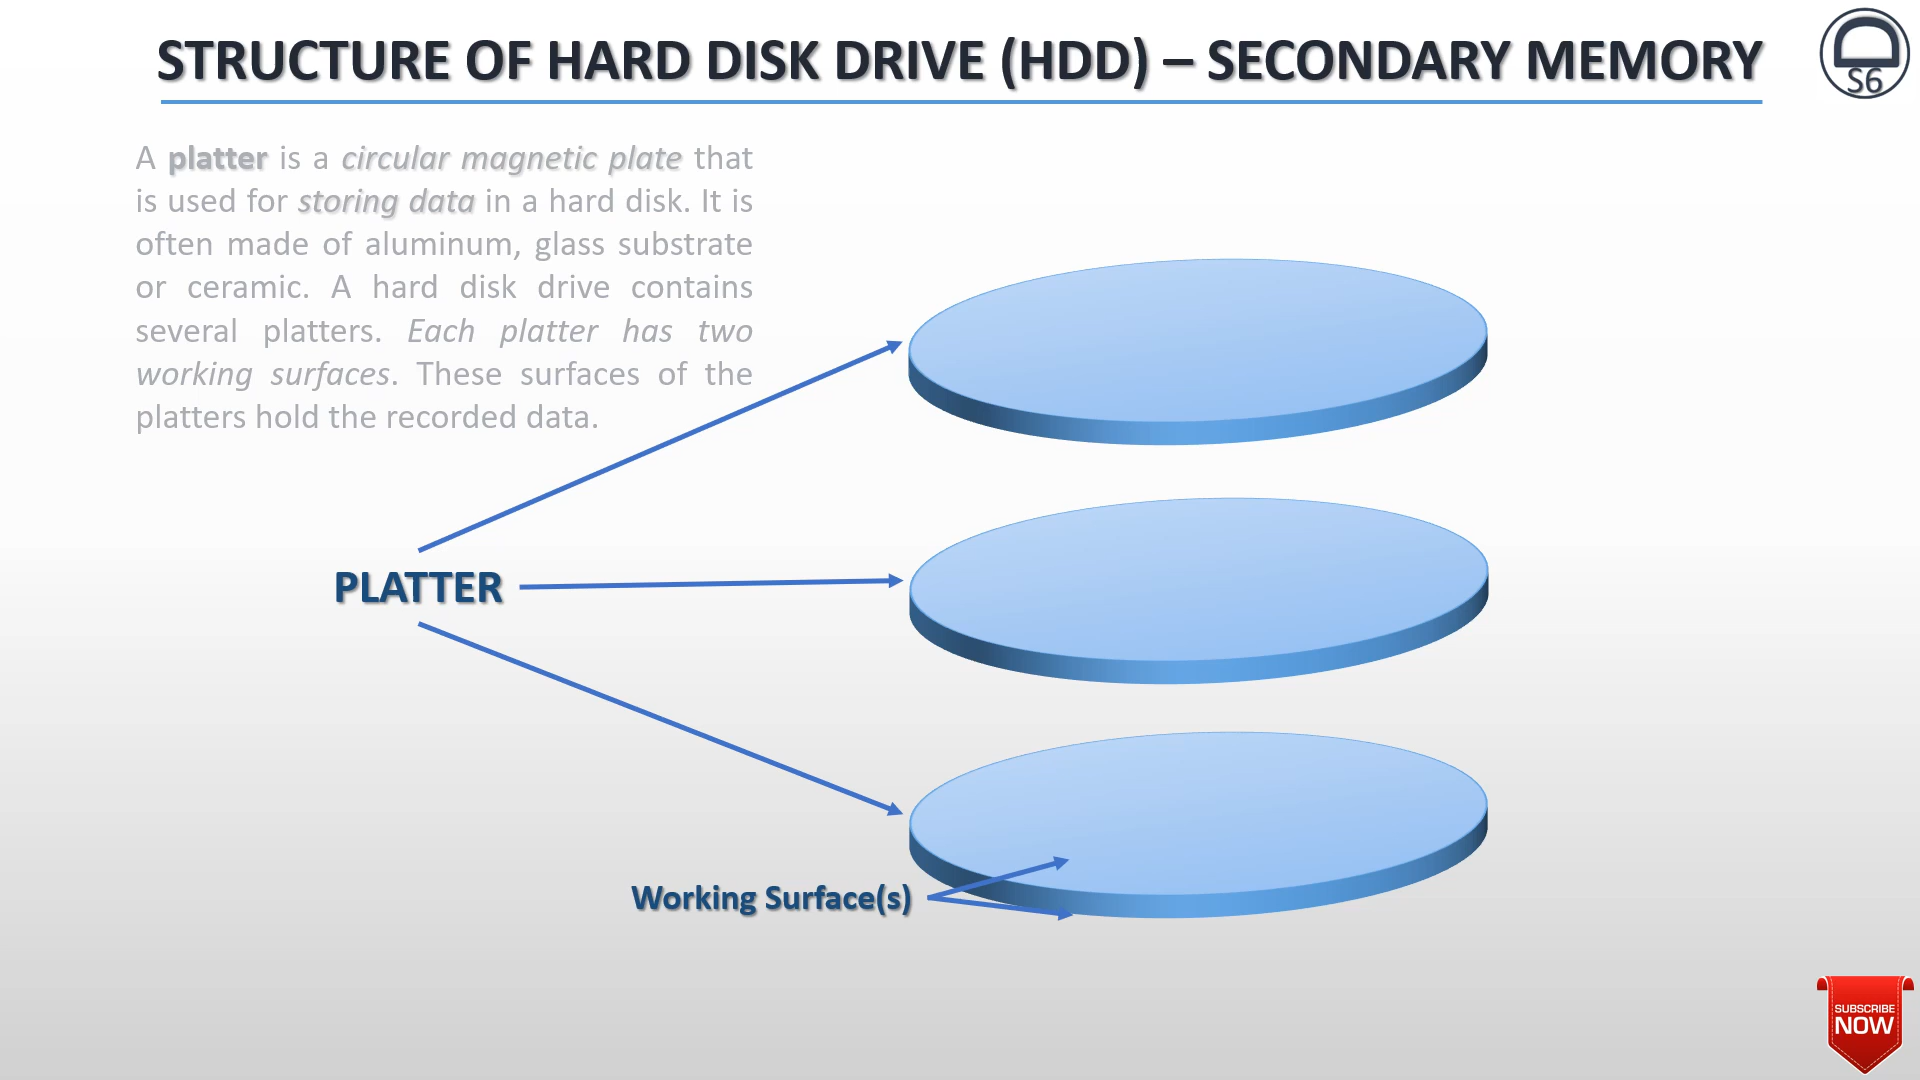 STRUCTURE OF HARD DISK DRIVE (HDD) – SECONDARY MEMORY
S6
A platter is a circular magnetic plate that
is used for storing data in a hard disk. It is
often made of aluminum, glass substrate
or ceramic. A hard disk drive contains
several platters. Each platter has two
working surfaces. These surfaces of the
platters hold the recorded data.
PLATTER
Working Surface(s)
SUBSCRIBE
NOW